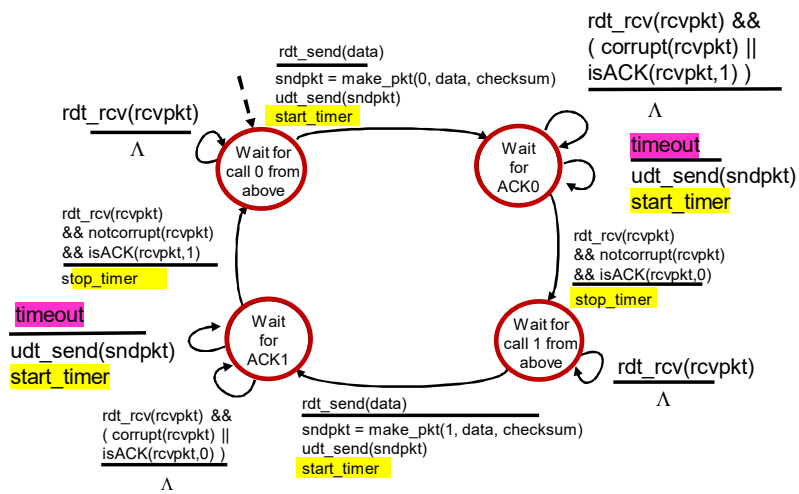 rdt_send(data)
sndpkt = make_pkt(0, data, checksum)
udt_send(sndpkt)
start_timer
rdt_rcv(rcvpkt) &&
( corrupt(rcvpkt) ||
isACK(rcvpkt,1) )
Λ
rdt_rcv(rcvpkt)
Λ
Wait for
call 0 from
above
Wait
for
ACK0
timeout
udt_send(sndpkt)
start_timer
rdt_rcv(rcvpkt)
&& notcorrupt(rcvpkt)
&& isACK(rcvpkt,1)
stop_timer
rdt_rcv(rcvpkt)
&& notcorrupt(rcvpkt)
&& isACK(rcvpkt,0)
stop_timer
timeout
udt_send(sndpkt)
start_timer
Wait
for
ACK1
Wait for
call 1 from
above
rdt_rcv(rcvpkt)
Λ
rdt_rcv(rcvpkt) &&
( corrupt(rcvpkt) ||
isACK(rcvpkt,0) )
Λ
rdt_send(data)
sndpkt = make_pkt(1, data, checksum)
udt_send(sndpkt)
start_timer